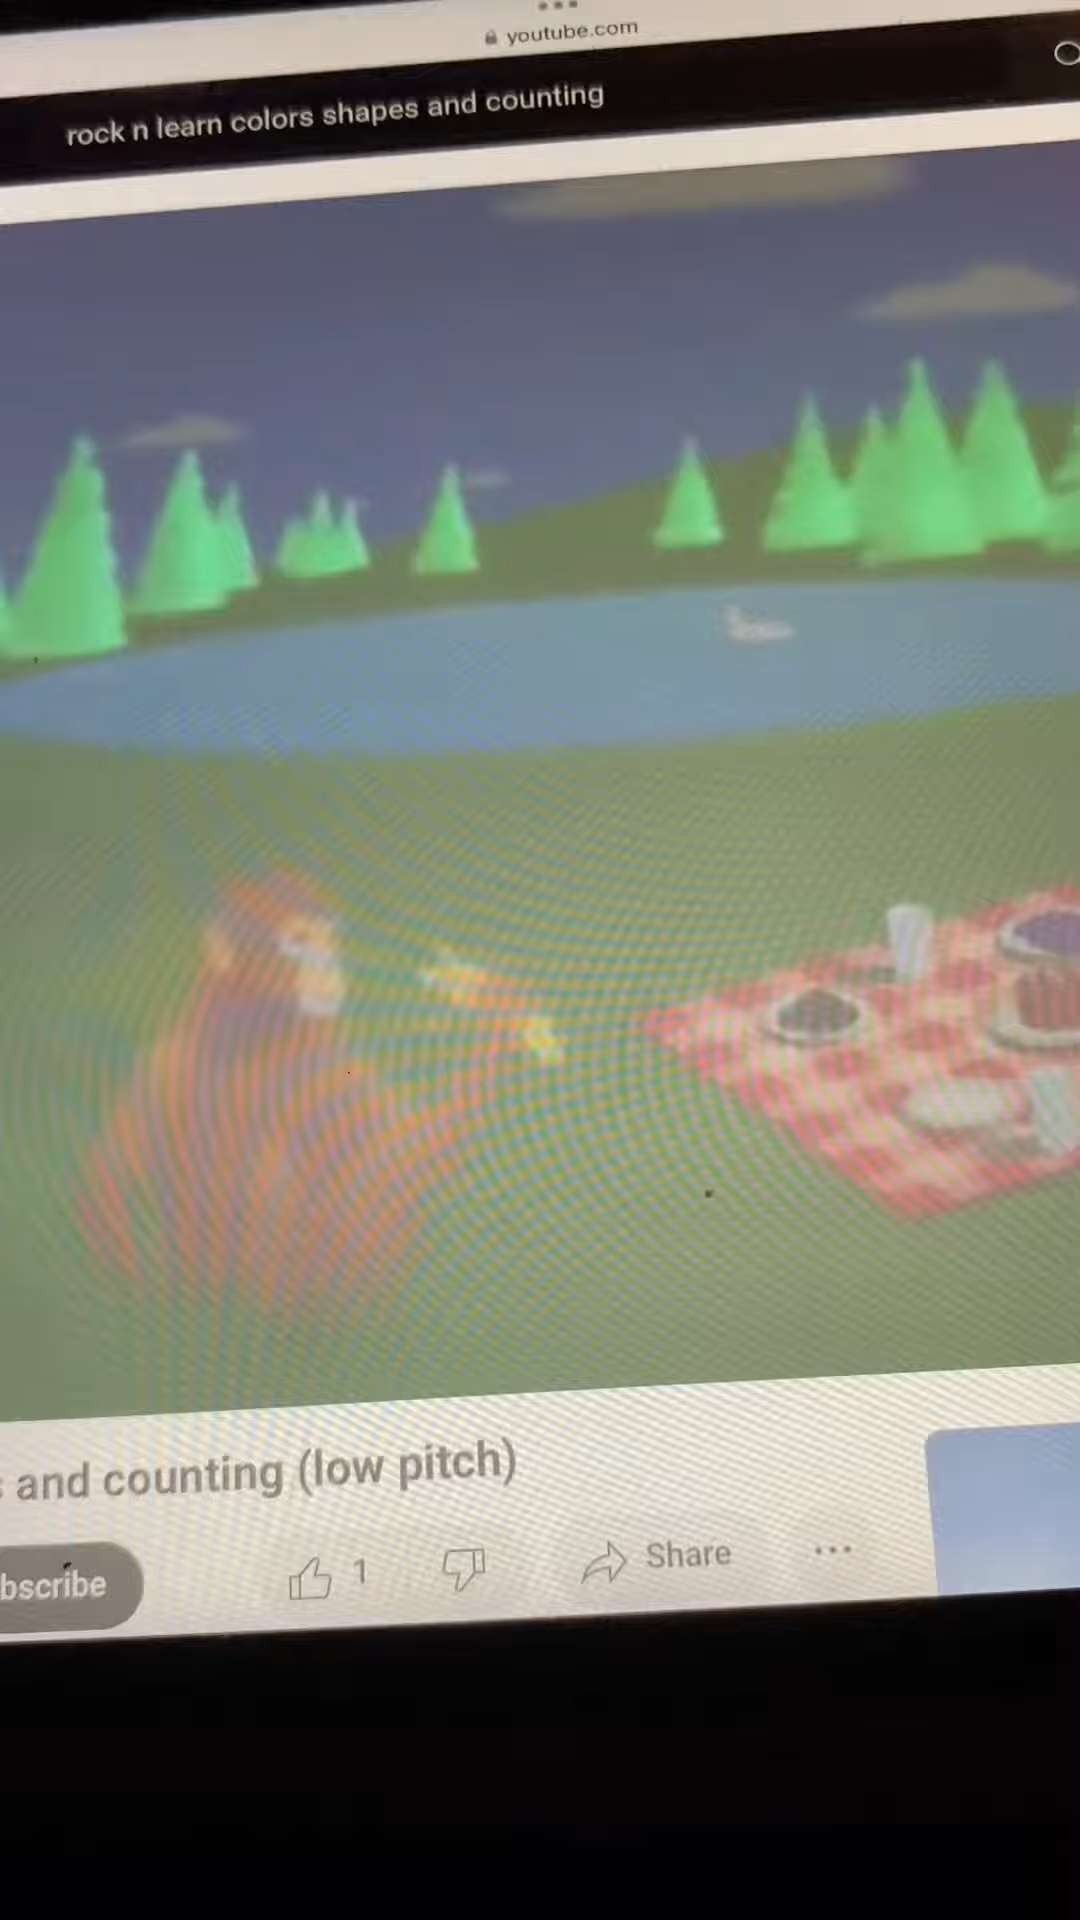 youtube.com
rock n learn colors shapes and counting
and counting (low pitch)
bscribe
1
Share